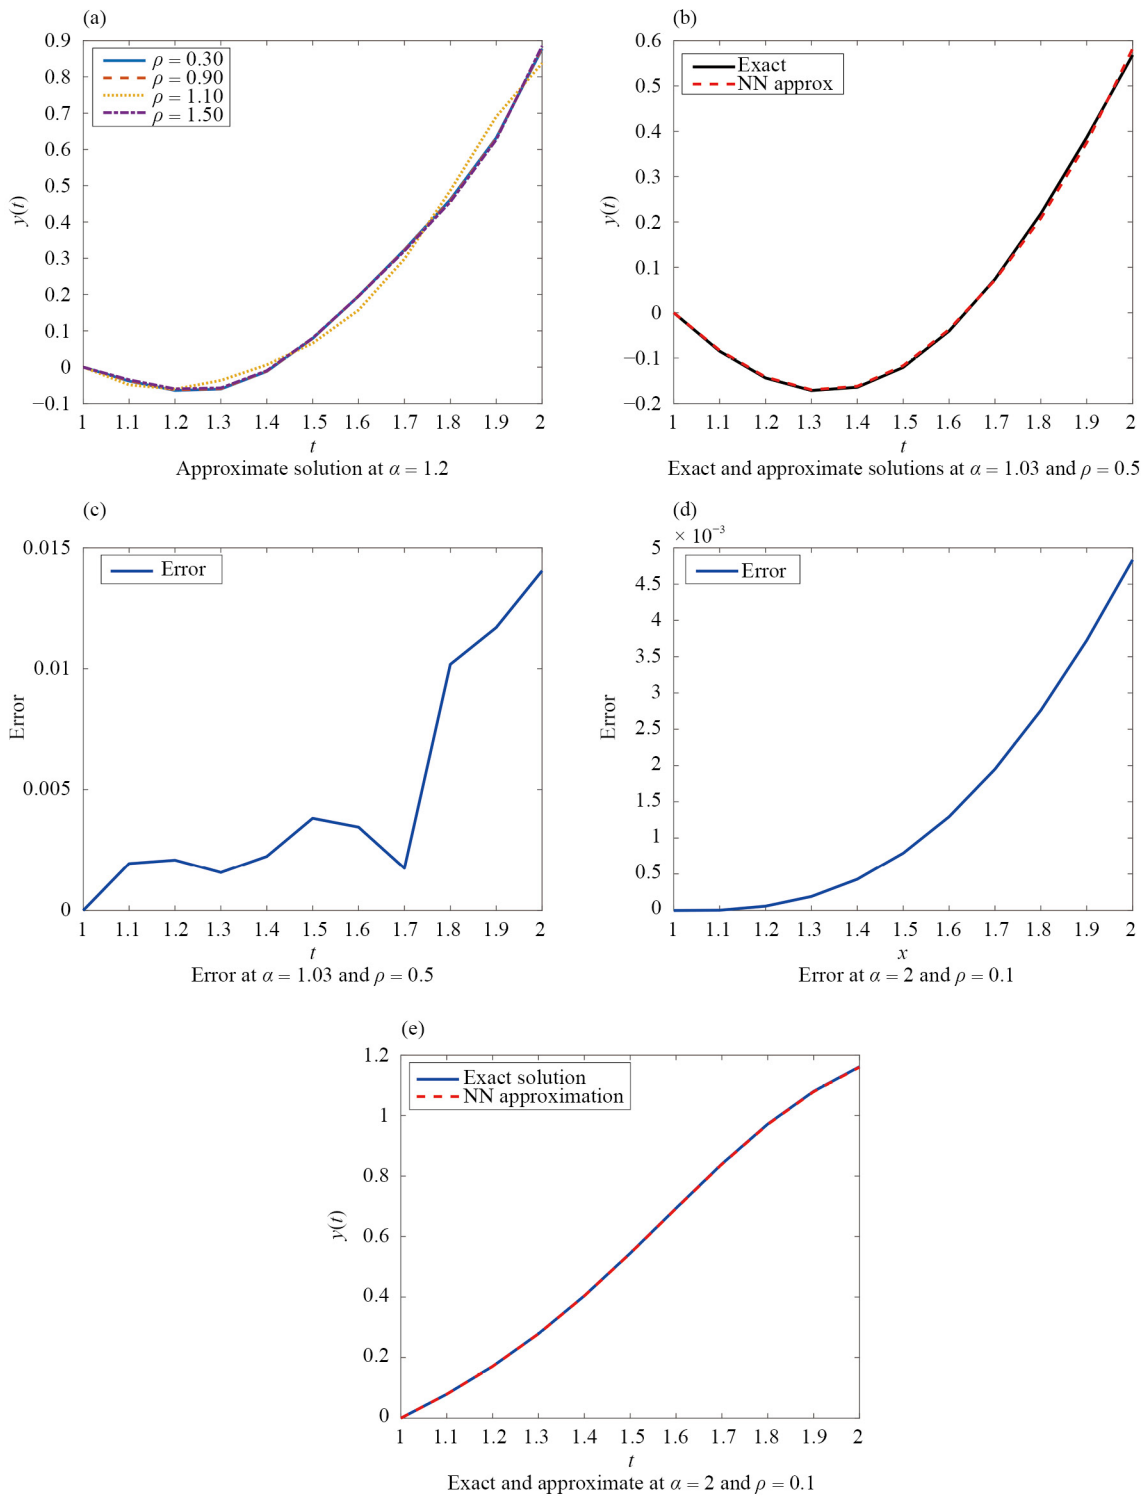 (a)
0.9
0.8
0.7
0.6
0.5
0.4
0.3
0.2
0.1
0
−0.1
y(t)
ρ = 0.30
ρ = 0.90
ρ = 1.10
ρ = 1.50
1 1.1 1.2 1.3 1.4 1.5 1.6 1.7 1.8 1.9 2
t
Approximate solution at α = 1.2
(b)
0.6
0.5
0.4
0.3
0.2
0.1
0
−0.1
−0.2
y(t)
Exact
NN approx
1 1.1 1.2 1.3 1.4 1.5 1.6 1.7 1.8 1.9 2
t
Exact and approximate solutions at α = 1.03 and ρ = 0.5
(c)
0.015
0.01
0.005
0
Error
Error
1 1.1 1.2 1.3 1.4 1.5 1.6 1.7 1.8 1.9 2
t
Error at α = 1.03 and ρ = 0.5
(d)
× 10⁻³
5
4.5
4
3.5
3
2.5
2
1.5
1
0.5
0
Error
Error
1 1.1 1.2 1.3 1.4 1.5 1.6 1.7 1.8 1.9 2
x
Error at α = 2 and ρ = 0.1
(e)
1.2
1
0.8
0.6
0.4
0.2
0
y(t)
Exact solution
NN approximation
1 1.1 1.2 1.3 1.4 1.5 1.6 1.7 1.8 1.9 2
t
Exact and approximate at α = 2 and ρ = 0.1